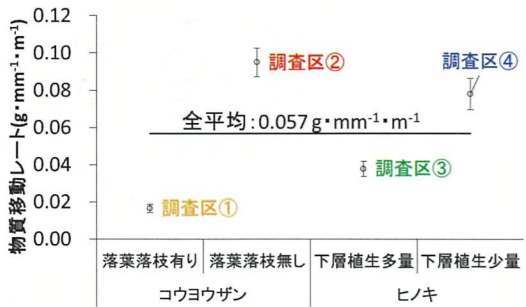 物質移動レート(g・mm⁻¹・m⁻¹)
0.12
0.10
0.08
0.06
0.04
0.02
0.00
調査区②
調査区④
全平均:0.057g・mm⁻¹・m⁻¹
調査区③
調査区①
落葉落枝有り 落葉落枝無し 下層植生多量 下層植生少量
コウヨウザン ヒノキ